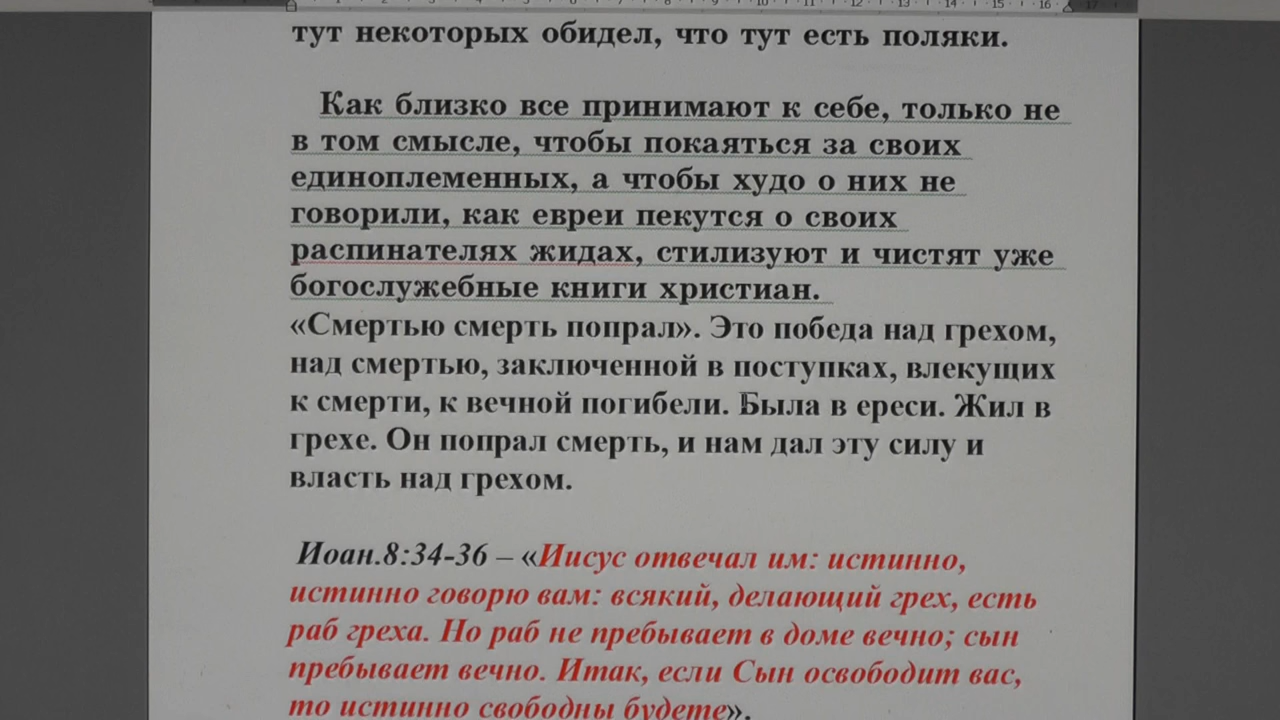 тут некоторых обидел, что тут есть поляки.
Как близко все принимают к себе, только не
в том смысле, чтобы покаяться за своих
единоплеменных, а чтобы худо о них не
говорили, как евреи пекутся о своих
распинателях жидах, стилизуют и чистят уже
богослужебные книги христиан.
«Смертью смерть попрал». Это победа над грехом,
над смертью, заключенной в поступках, влекущих
к смерти, к вечной погибели. Была в ереси. Жил в
грехе. Он попрал смерть, и нам дал эту силу и
власть над грехом.
Иоан.8:34-36 – «Иисус отвечал им: истинно,
истинно говорю вам: всякий, делающий грех, есть
раб греха. Но раб не пребывает в доме вечно; сын
пребывает вечно. Итак, если Сын освободит вас,
то истинно свободны будете».